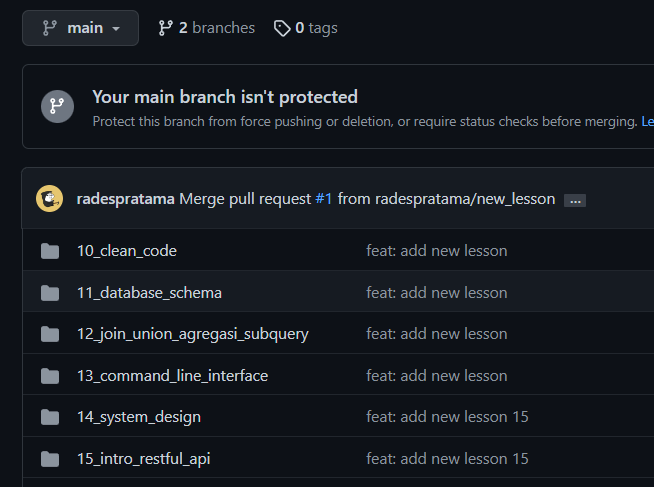 main 2 branches 0 tags
Your main branch isn't protected
Protect this branch from force pushing or deletion, or require status checks before merging. Le
radespratama Merge pull request #1 from radespratama/new_lesson ...
10_clean_code feat: add new lesson
11_database_schema feat: add new lesson
12_join_union_agregasi_subquery feat: add new lesson
13_command_line_interface feat: add new lesson
14_system_design feat: add new lesson 15
15_intro_restful_api feat: add new lesson 15